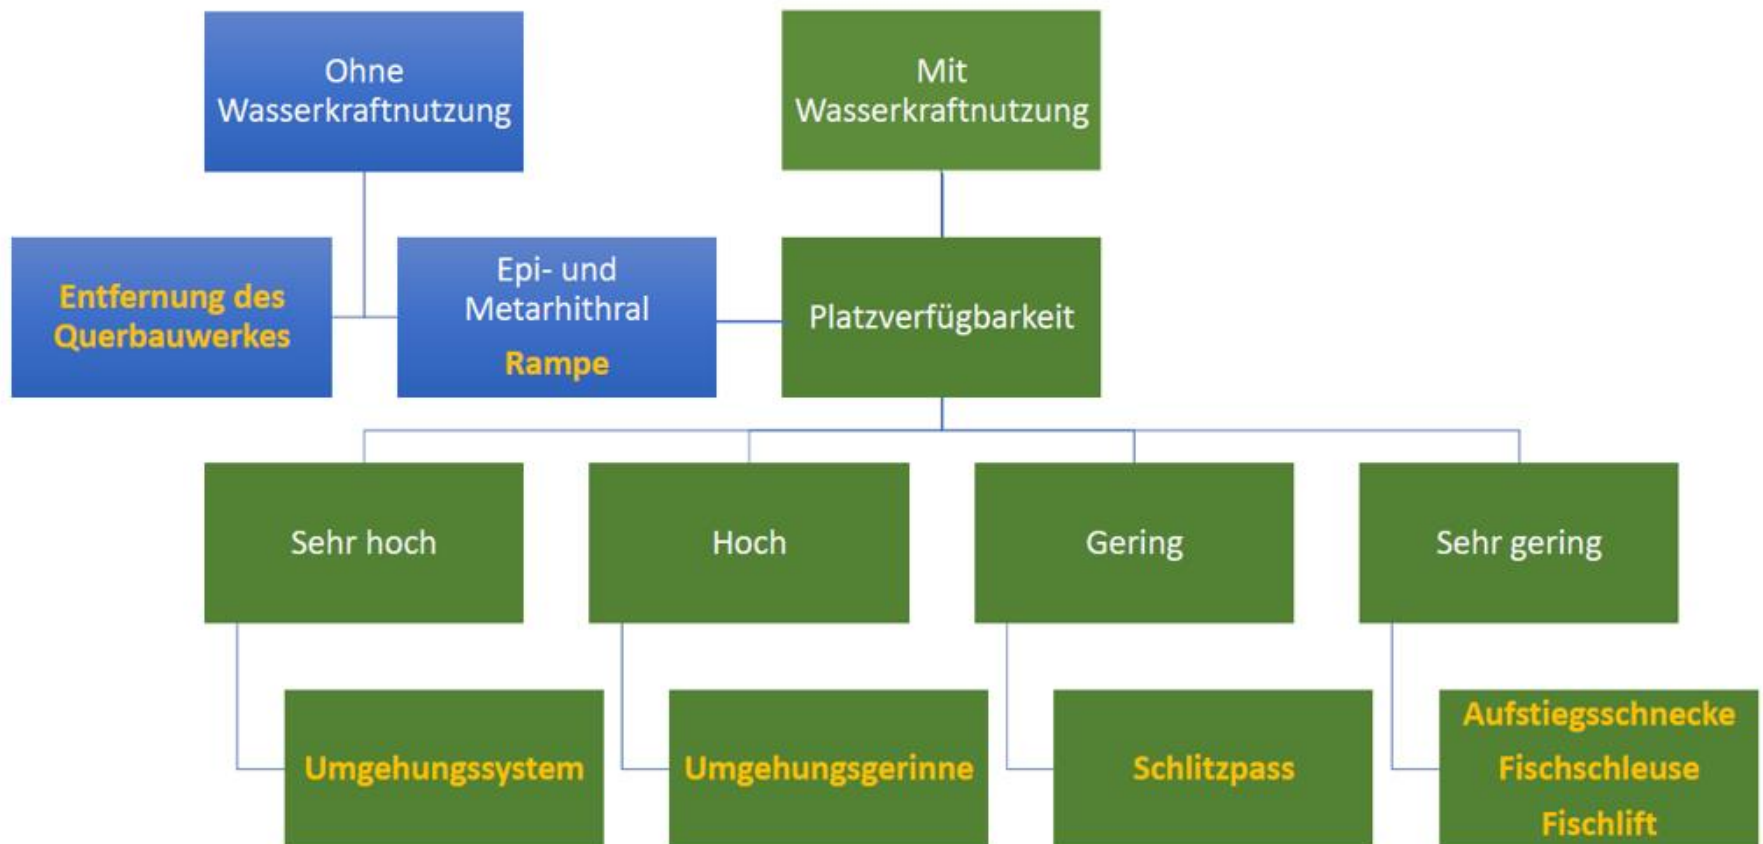 Ohne
Wasserkraftnutzung
Mit
Wasserkraftnutzung
Entfernung des
Querbauwerkes
Epi- und
Metarhithral
Rampe
Platzverfügbarkeit
Sehr hoch
Hoch
Gering
Sehr gering
Umgehungssystem
Umgehungsgerinne
Schlitzpass
Aufstiegsschnecke
Fischschleuse
Fischlift